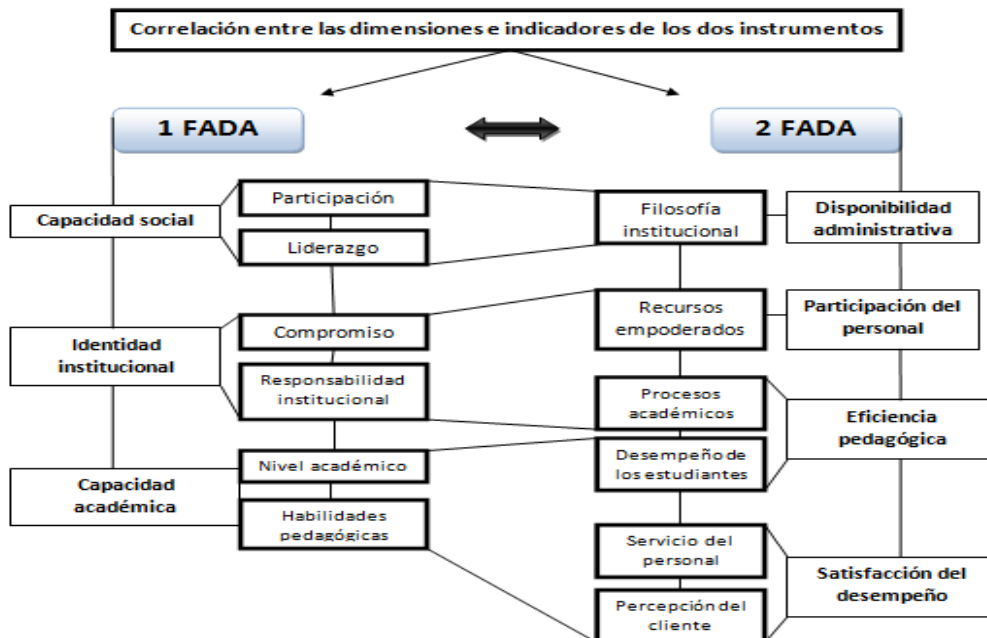 Correlación entre las dimensiones e indicadores de los dos instrumentos
1 FADA
2 FADA
Capacidad social
Participación
Liderazgo
Filosofía
institucional
Disponibilidad
administrativa
Identidad
institucional
Compromiso
Responsabilidad
institucional
Recursos
empoderados
Participación del
personal
Procesos
académicos
Desempeño de
los estudiantes
Eficiencia
pedagógica
Capacidad
académica
Nivel académico
Habilidades
pedagógicas
Servicio del
personal
Percepción del
cliente
Satisfacción del
desempeño